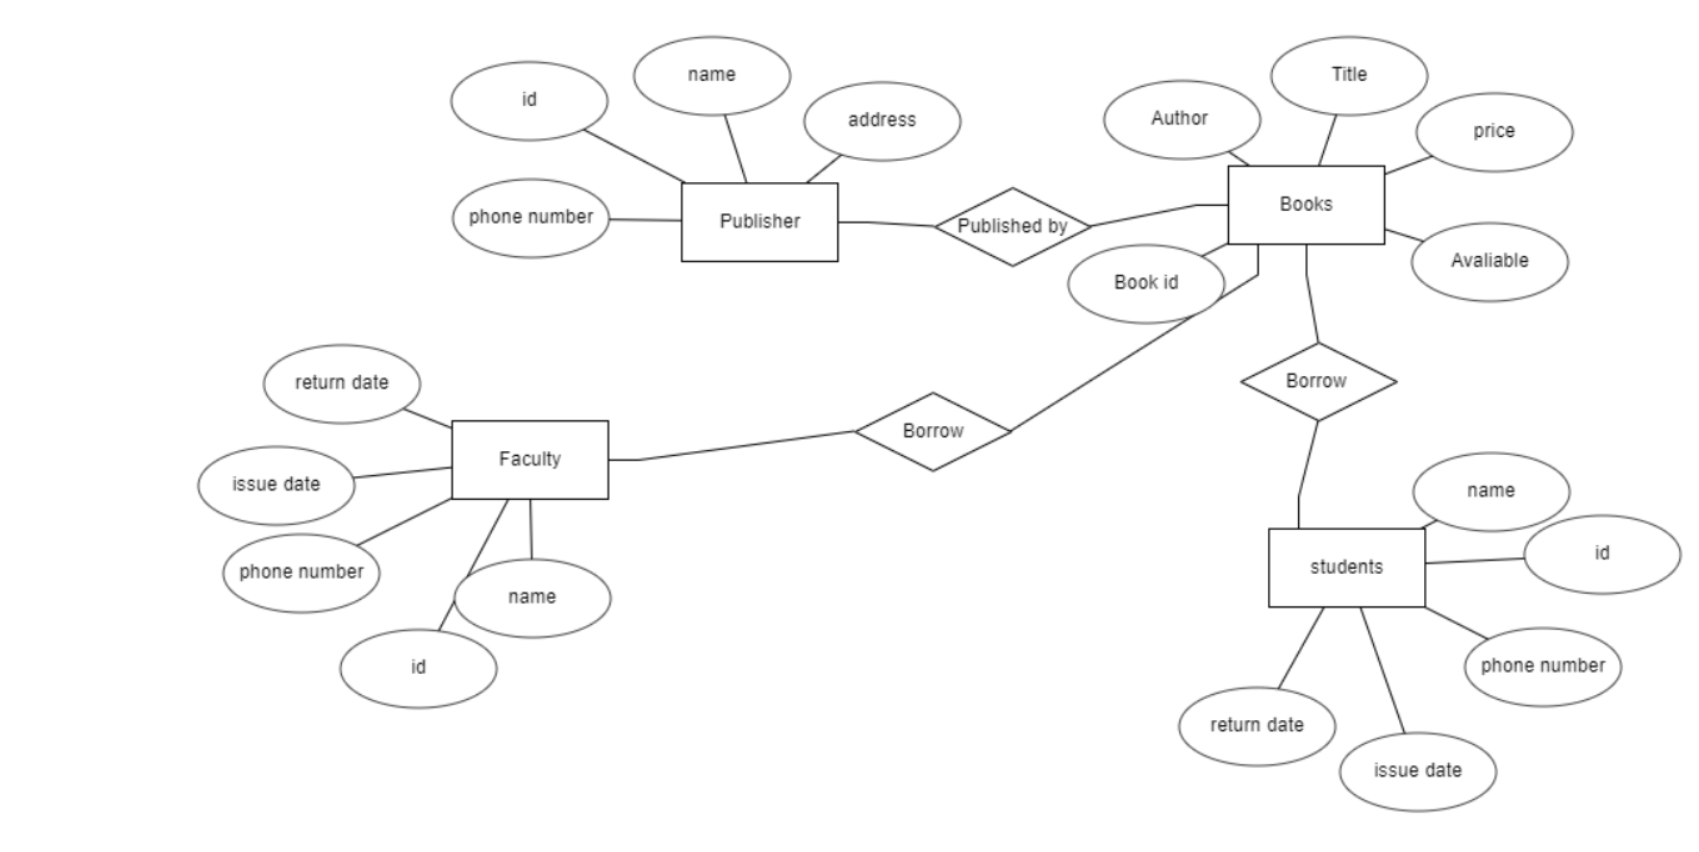 name
Title
id
address
Author
price
phone number
Publisher
Published by
Books
Book id
Avaliable
return date
Borrow
Faculty
Borrow
issue date
name
phone number
name
id
students
id
phone number
return date
issue date